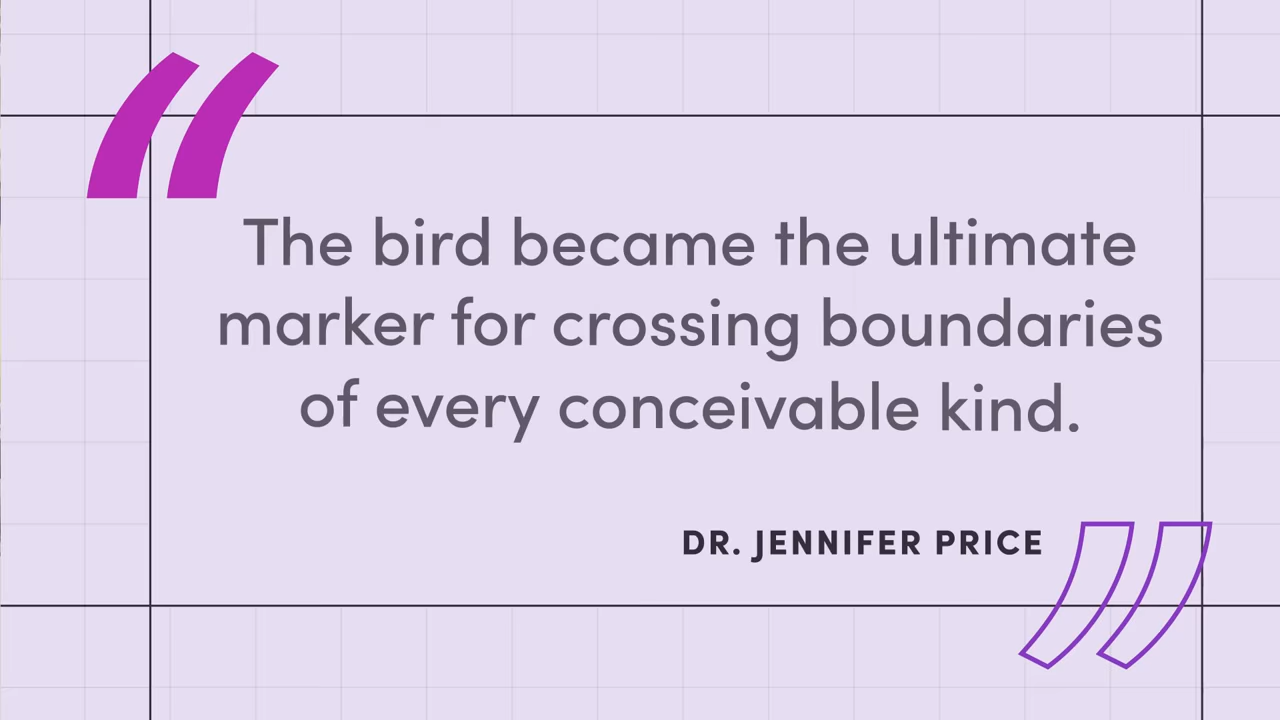 The bird became the ultimate
marker for crossing boundaries
of every conceivable kind.
DR. JENNIFER PRICE